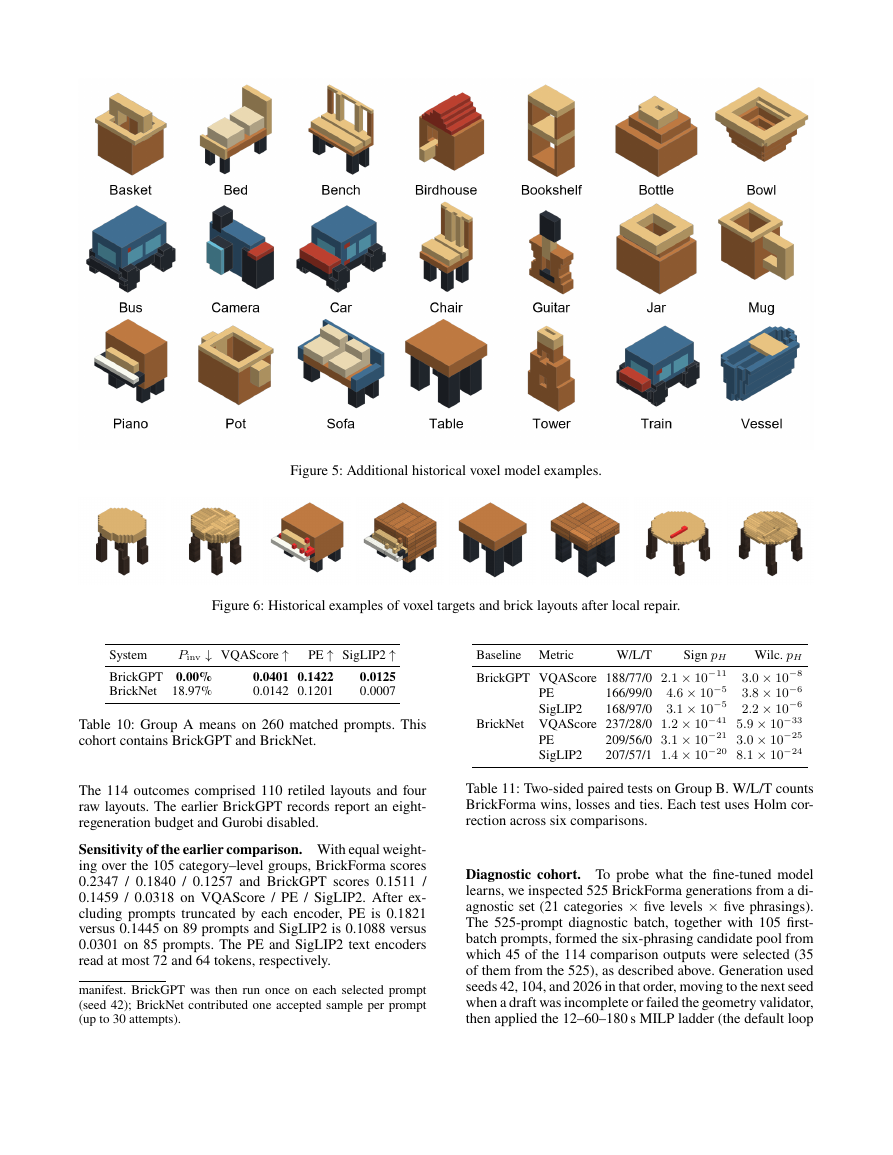 Basket Bed Bench Birdhouse Bookshelf Bottle Bowl
Bus Camera Car Chair Guitar Jar Mug
Piano Pot Sofa Table Tower Train Vessel
Figure 5: Additional historical voxel model examples.
Figure 6: Historical examples of voxel targets and brick layouts after local repair.
System P_inv ↓ VQAScore ↑ PE ↑ SigLIP2 ↑
BrickGPT 0.00% 0.0401 0.1422 0.0125
BrickNet 18.97% 0.0142 0.1201 0.0007
Table 10: Group A means on 260 matched prompts. This
cohort contains BrickGPT and BrickNet.
The 114 outcomes comprised 110 retiled layouts and four
raw layouts. The earlier BrickGPT records report an eight-
regeneration budget and Gurobi disabled.
Sensitivity of the earlier comparison. With equal weight-
ing over the 105 category–level groups, BrickForma scores
0.2347 / 0.1840 / 0.1257 and BrickGPT scores 0.1511 /
0.1459 / 0.0318 on VQAScore / PE / SigLIP2. After ex-
cluding prompts truncated by each encoder, PE is 0.1821
versus 0.1445 on 89 prompts and SigLIP2 is 0.1088 versus
0.0301 on 85 prompts. The PE and SigLIP2 text encoders
read at most 72 and 64 tokens, respectively.
manifest. BrickGPT was then run once on each selected prompt
(seed 42); BrickNet contributed one accepted sample per prompt
(up to 30 attempts).
Baseline Metric W/L/T Sign p_H Wilc. p_H
BrickGPT VQAScore 188/77/0 2.1 × 10⁻¹¹ 3.0 × 10⁻⁸
PE 166/99/0 4.6 × 10⁻⁵ 3.8 × 10⁻⁶
SigLIP2 168/97/0 3.1 × 10⁻⁵ 2.2 × 10⁻⁶
BrickNet VQAScore 237/28/0 1.2 × 10⁻⁴¹ 5.9 × 10⁻³³
PE 209/56/0 3.1 × 10⁻²¹ 3.0 × 10⁻²⁵
SigLIP2 207/57/1 1.4 × 10⁻²⁰ 8.1 × 10⁻²⁴
Table 11: Two-sided paired tests on Group B. W/L/T counts
BrickForma wins, losses and ties. Each test uses Holm cor-
rection across six comparisons.
Diagnostic cohort. To probe what the fine-tuned model
learns, we inspected 525 BrickForma generations from a di-
agnostic set (21 categories × five levels × five phrasings).
The 525-prompt diagnostic batch, together with 105 first-
batch prompts, formed the six-phrasing candidate pool from
which 45 of the 114 comparison outputs were selected (35
of them from the 525), as described above. Generation used
seeds 42, 104, and 2026 in that order, moving to the next seed
when a draft was incomplete or failed the geometry validator,
then applied the 12–60–180 s MILP ladder (the default loop